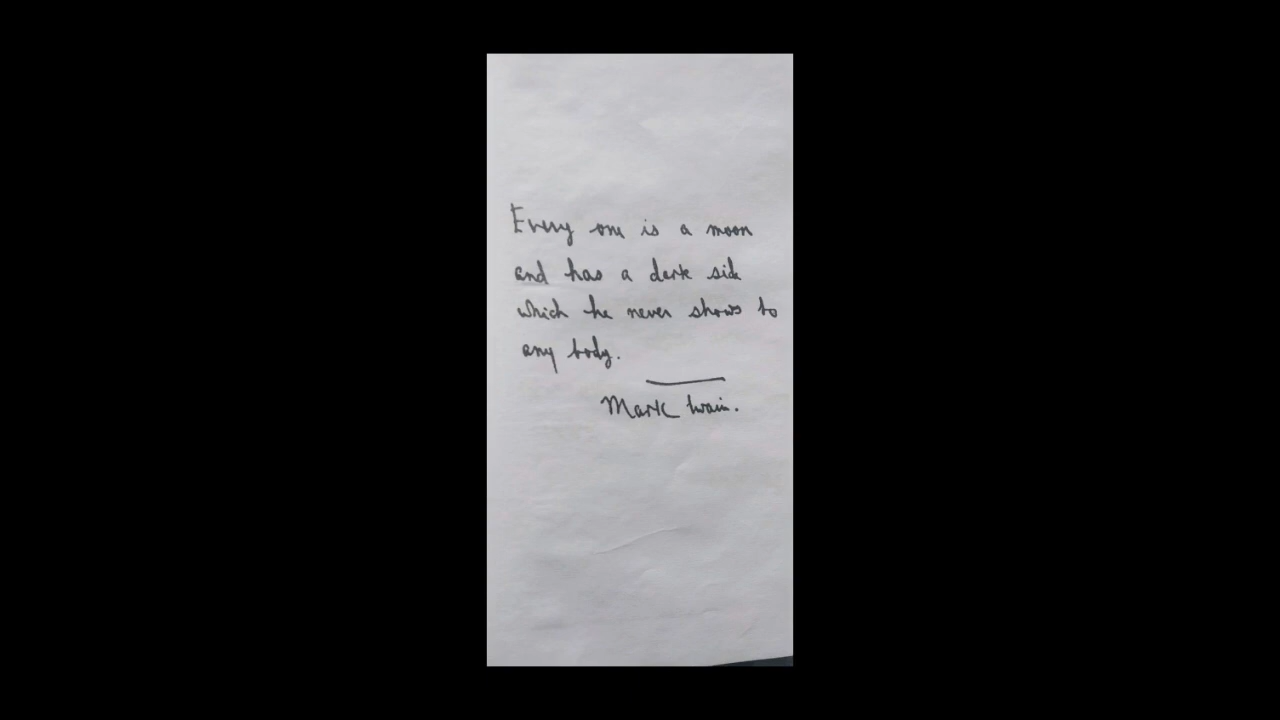 Every one is a moon
and has a dark side
which he never shows to
any body.
Mark Twain.